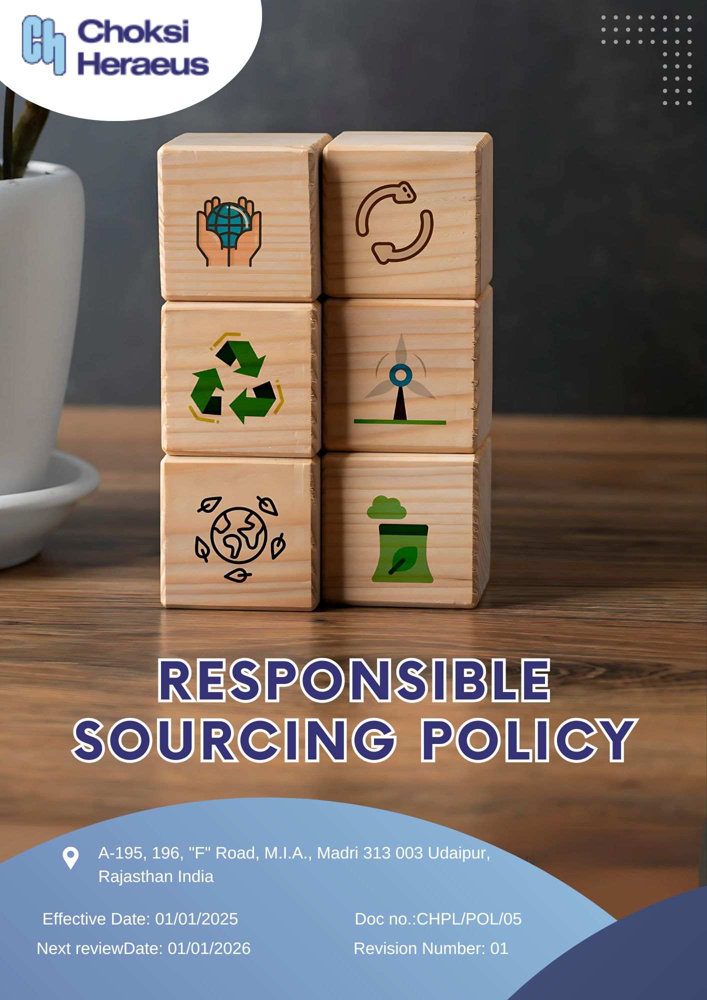 Choksi
Heraeus
RESPONSIBLE
SOURCING POLICY
A-195, 196, "F" Road, M.I.A., Madri 313 003 Udaipur,
Rajasthan India
Effective Date: 01/01/2025
Doc no.:CHPL/POL/05
Next reviewDate: 01/01/2026
Revision Number: 01